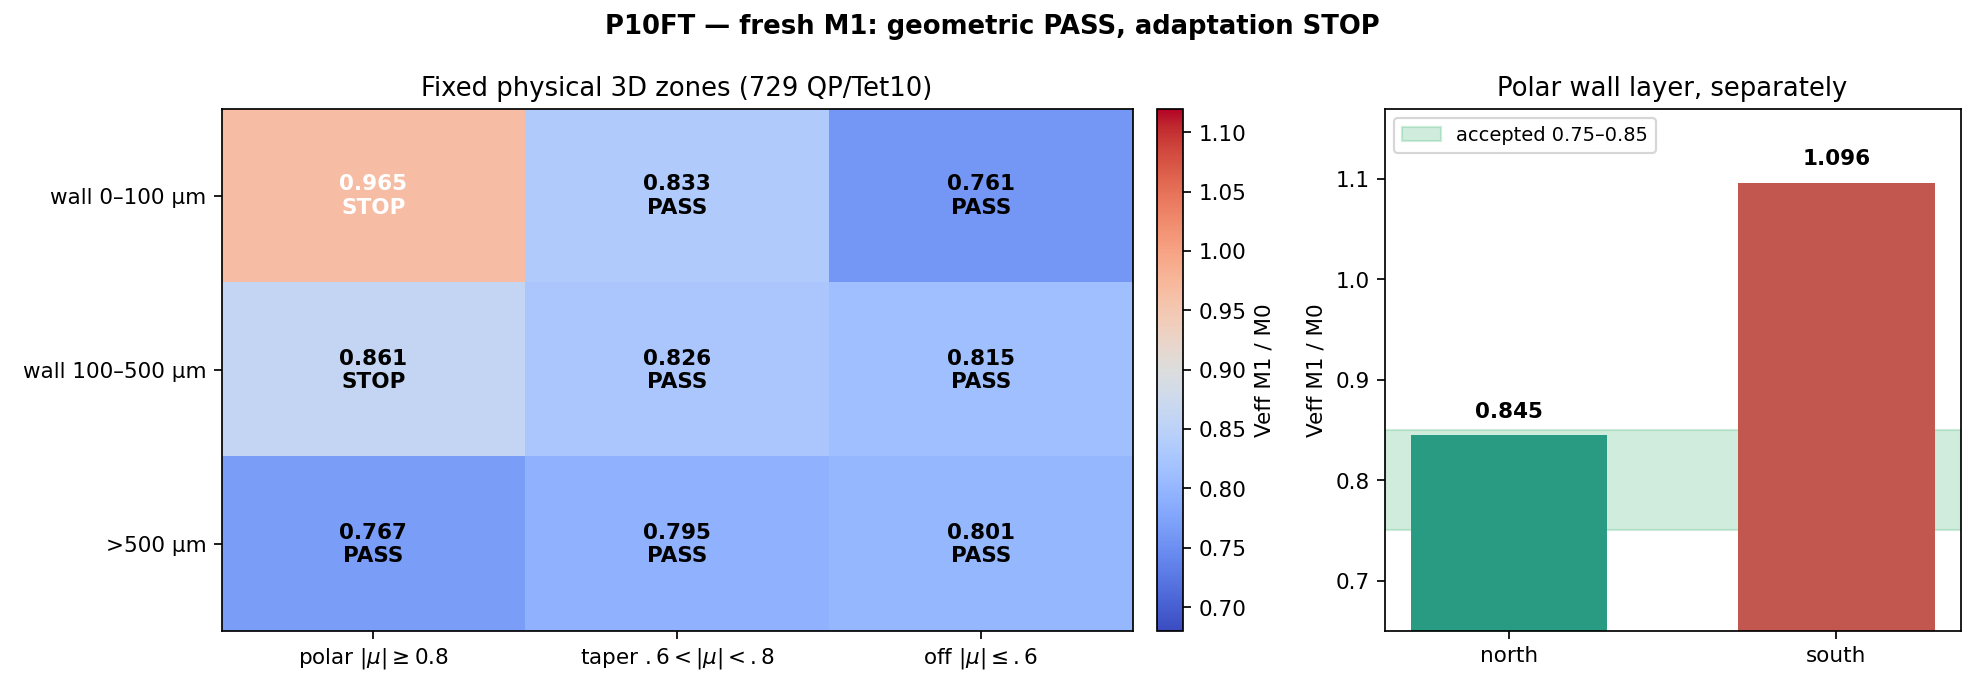 P10FT — fresh M1: geometric PASS, adaptation STOP
Fixed physical 3D zones (729 QP/Tet10)
wall 0–100 μm
wall 100–500 μm
>500 μm
0.965
STOP
0.833
PASS
0.761
PASS
0.861
STOP
0.826
PASS
0.815
PASS
0.767
PASS
0.795
PASS
0.801
PASS
polar |μ| ≥ 0.8
taper .6 < |μ| < .8
off |μ| ≤ .6
1.10
1.05
1.00
0.95
0.90
0.85
0.80
0.75
0.70
Veff M1 / M0
Polar wall layer, separately
accepted 0.75–0.85
Veff M1 / M0
1.1
1.0
0.9
0.8
0.7
0.845
1.096
north
south